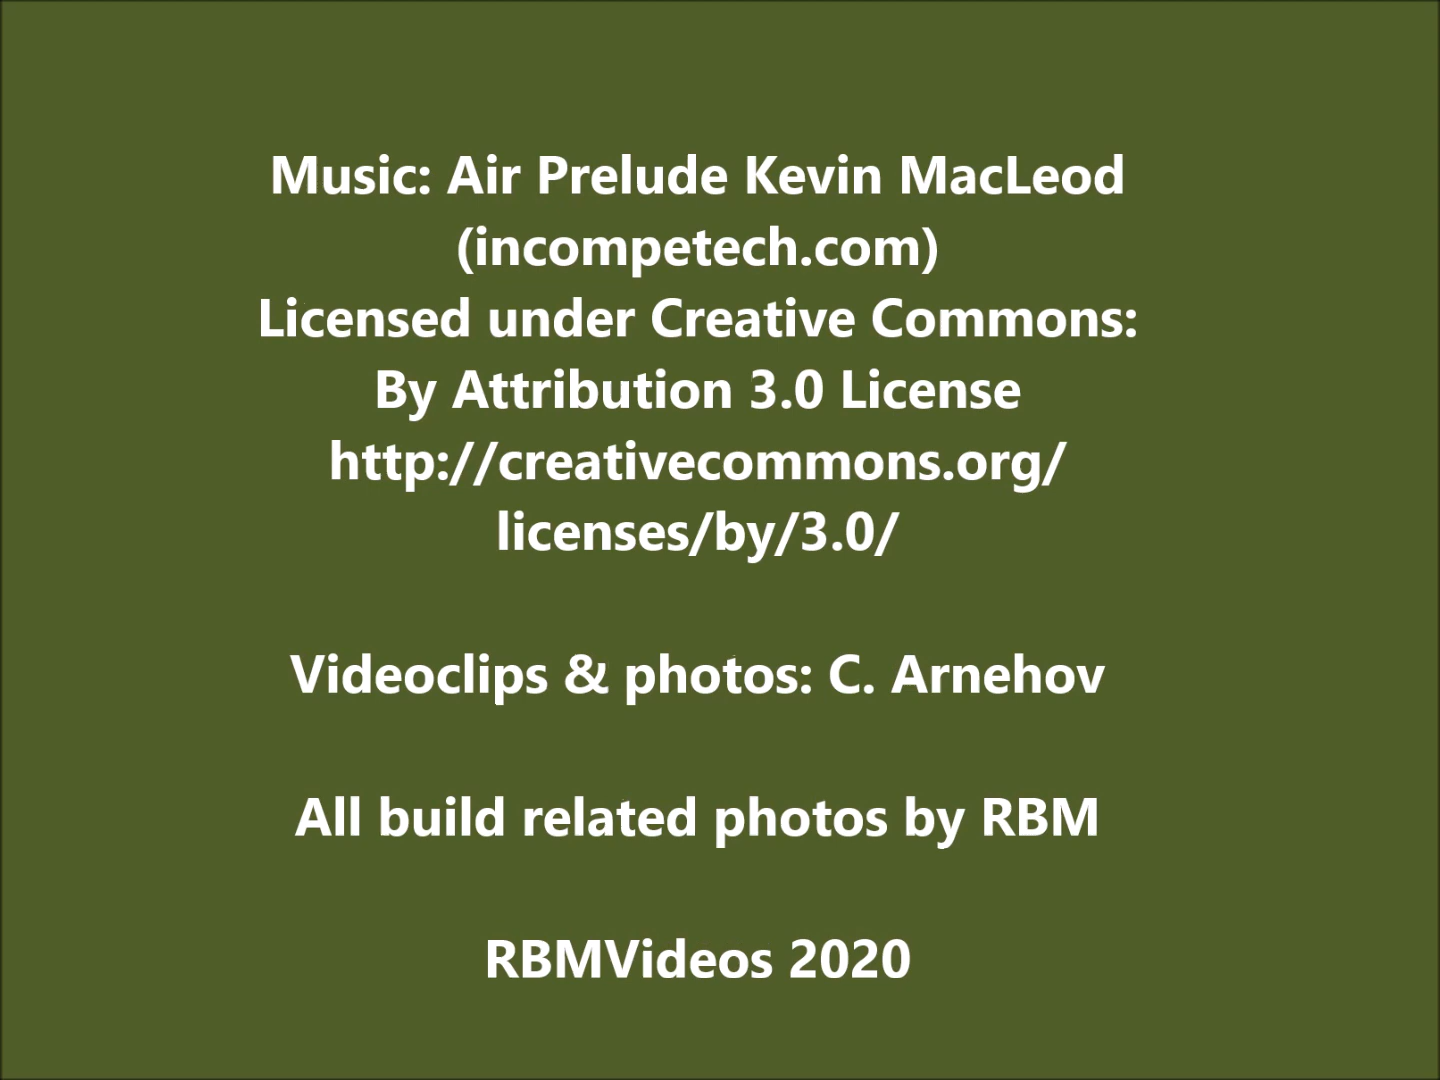 Music: Air Prelude Kevin MacLeod
(incompetech.com)
Licensed under Creative Commons:
By Attribution 3.0 License
http://creativecommons.org/
licenses/by/3.0/
Videoclips & photos: C. Arnehov
All build related photos by RBM
RBMVideos 2020